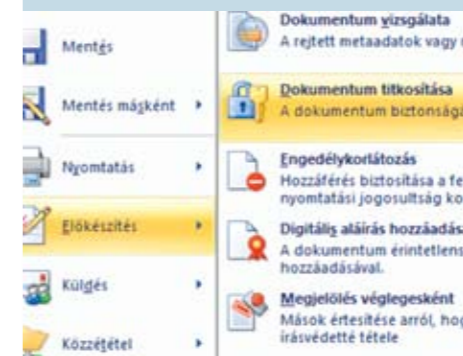 Mentés
Mentés másként
Nyomtatás
Előkészítés
Küldés
Közzététel
Dokumentum vizsgálata
A rejtett metaadatok vagy
Dokumentum titkosítása
A dokumentum biztonságá
Engedélykorlátozás
Hozzáférés biztosítása a fe
nyomtatási jogosultság ko
Digitális aláírás hozzáadás
A dokumentum érintetlens
hozzáadásával.
Megjelölés véglegesként
Mások értesítése arról, hog
írásvédetté tétele